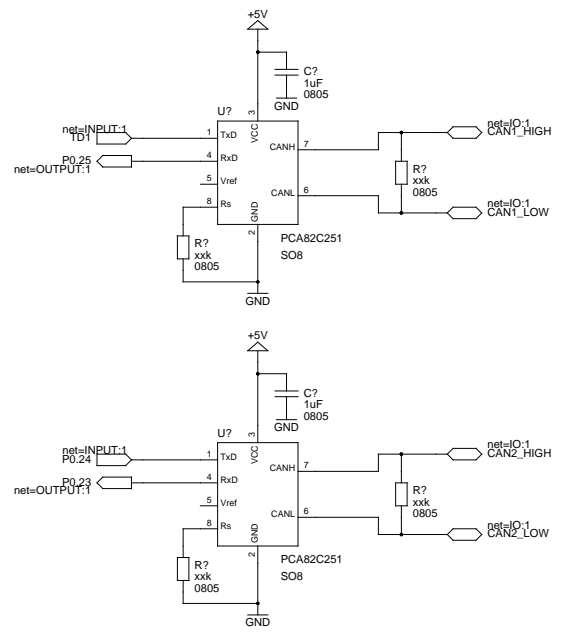 +5V
C?
1uF
0805
GND
U?
3
VCC
net=INPUT:1
TD1
1
TxD
CANH
7
net=IO:1
CAN1_HIGH
P0.25
net=OUTPUT:1
4
RxD
R?
xxk
0805
5
Vref
CANL
6
8
Rs
GND
2
net=IO:1
CAN1_LOW
R?
xxk
0805
PCA82C251
SO8
GND
+5V
C?
1uF
0805
GND
U?
3
VCC
net=INPUT:1
P0.24
1
TxD
CANH
7
net=IO:1
CAN2_HIGH
P0.23
net=OUTPUT:1
4
RxD
R?
xxk
0805
5
Vref
CANL
6
8
Rs
GND
2
net=IO:1
CAN2_LOW
R?
xxk
0805
PCA82C251
SO8
GND